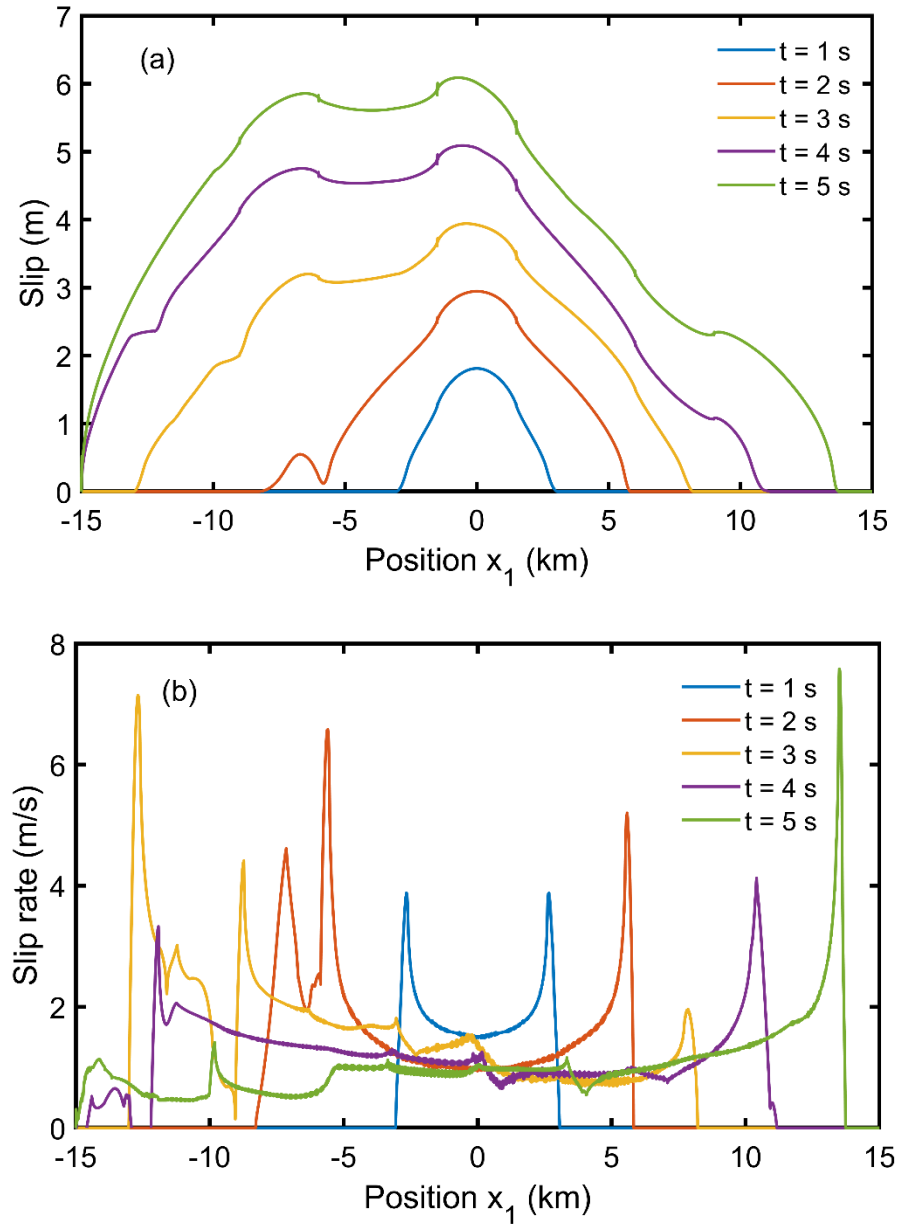 7
6
5
4
3
2
1
0
Slip (m)
(a)
t = 1 s
t = 2 s
t = 3 s
t = 4 s
t = 5 s
-15 -10 -5 0 5 10 15
Position x_1 (km)
8
6
4
2
0
Slip rate (m/s)
(b)
t = 1 s
t = 2 s
t = 3 s
t = 4 s
t = 5 s
-15 -10 -5 0 5 10 15
Position x_1 (km)